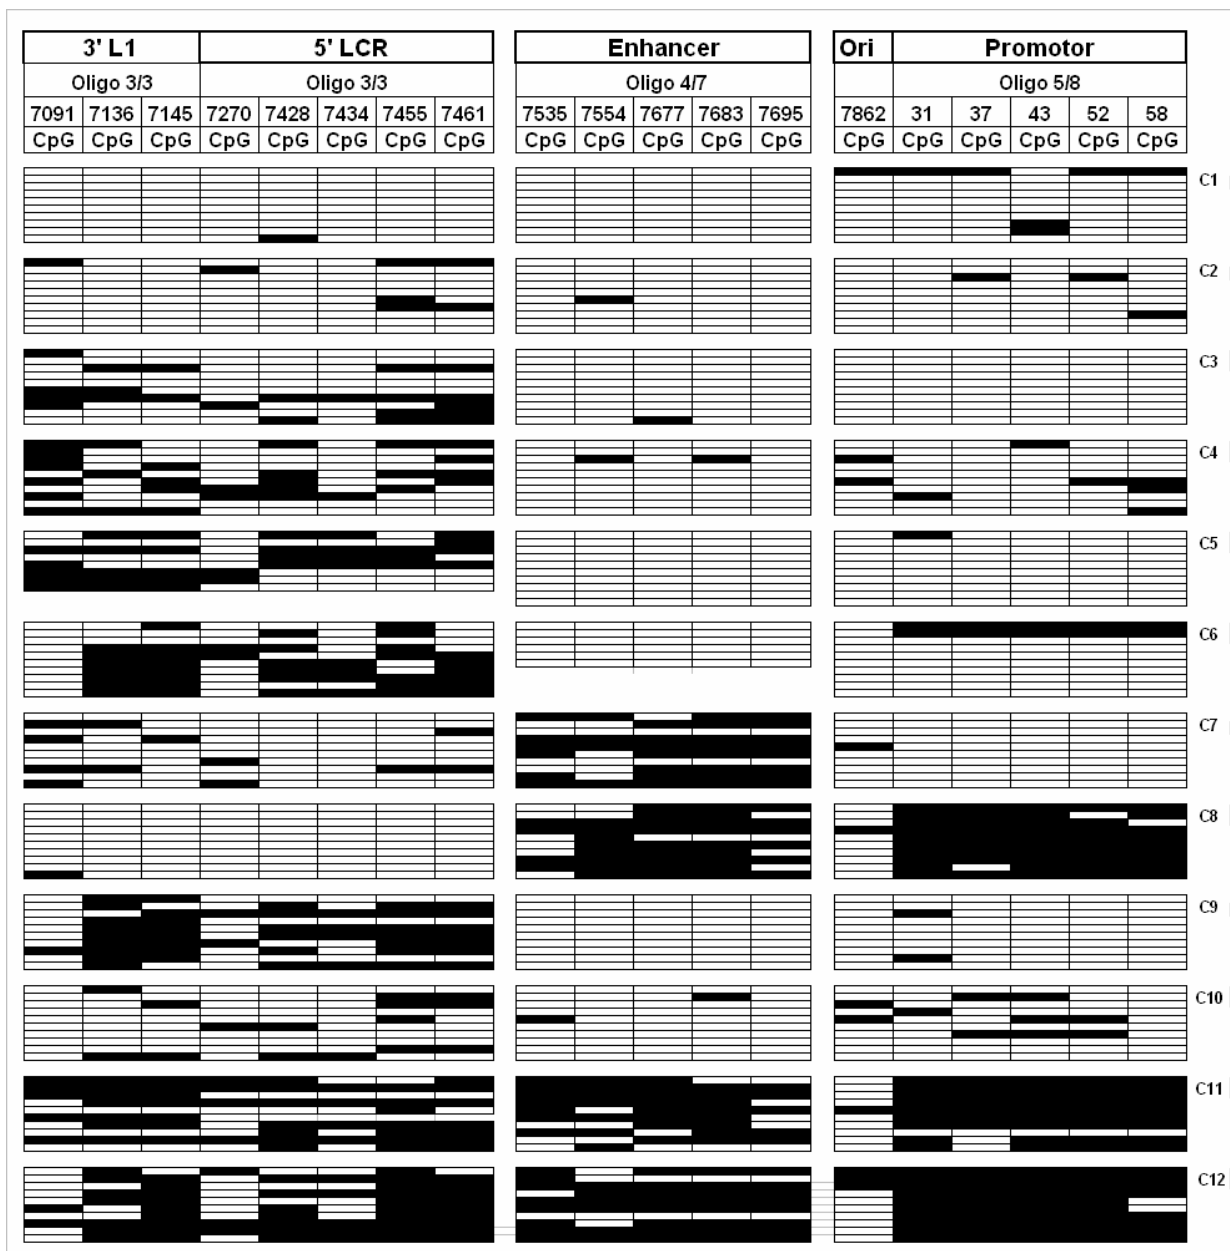 3' L1 5' LCR Enhancer Ori Promotor
Oligo 3/3 Oligo 3/3 Oligo 4/7 Oligo 5/8
7091 7136 7145 7270 7428 7434 7455 7461 7535 7554 7677 7683 7695 7862 31 37 43 52 58
CpG CpG CpG CpG CpG CpG CpG CpG CpG CpG CpG CpG CpG CpG CpG CpG CpG CpG CpG
C1
C2
C3
C4
C5
C6
C7
C8
C9
C10
C11
C12